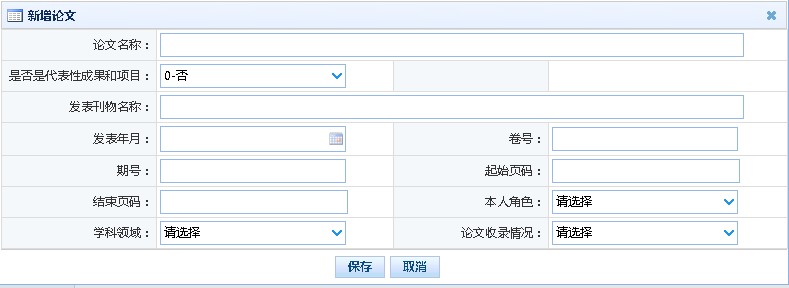 新增论文
论文名称：
是否是代表性成果和项目： 0-否
发表刊物名称：
发表年月： 卷号：
期号： 起始页码：
结束页码： 本人角色： 请选择
学科领域： 请选择 论文收录情况： 请选择
保存 取消